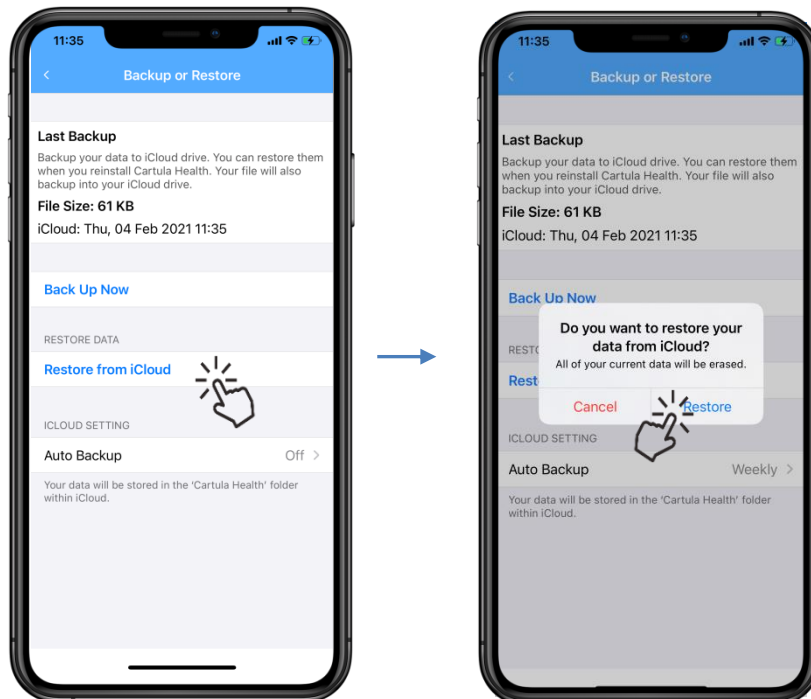 11:35
Backup or Restore
Last Backup
Backup your data to iCloud drive. You can restore them
when you reinstall Cartula Health. Your file will also
backup into your iCloud drive.
File Size: 61 KB
iCloud: Thu, 04 Feb 2021 11:35
Back Up Now
RESTORE DATA
Restore from iCloud
ICLOUD SETTING
Auto Backup Off
Your data will be stored in the 'Cartula Health' folder
within iCloud.
11:35
Backup or Restore
Last Backup
Backup your data to iCloud drive. You can restore them
when you reinstall Cartula Health. Your file will also
backup into your iCloud drive.
File Size: 61 KB
iCloud: Thu, 04 Feb 2021 11:35
Back Up Now
Do you want to restore your
data from iCloud?
All of your current data will be erased.
Cancel Restore
ICLOUD SETTING
Auto Backup Weekly
Your data will be stored in the 'Cartula Health' folder
within iCloud.